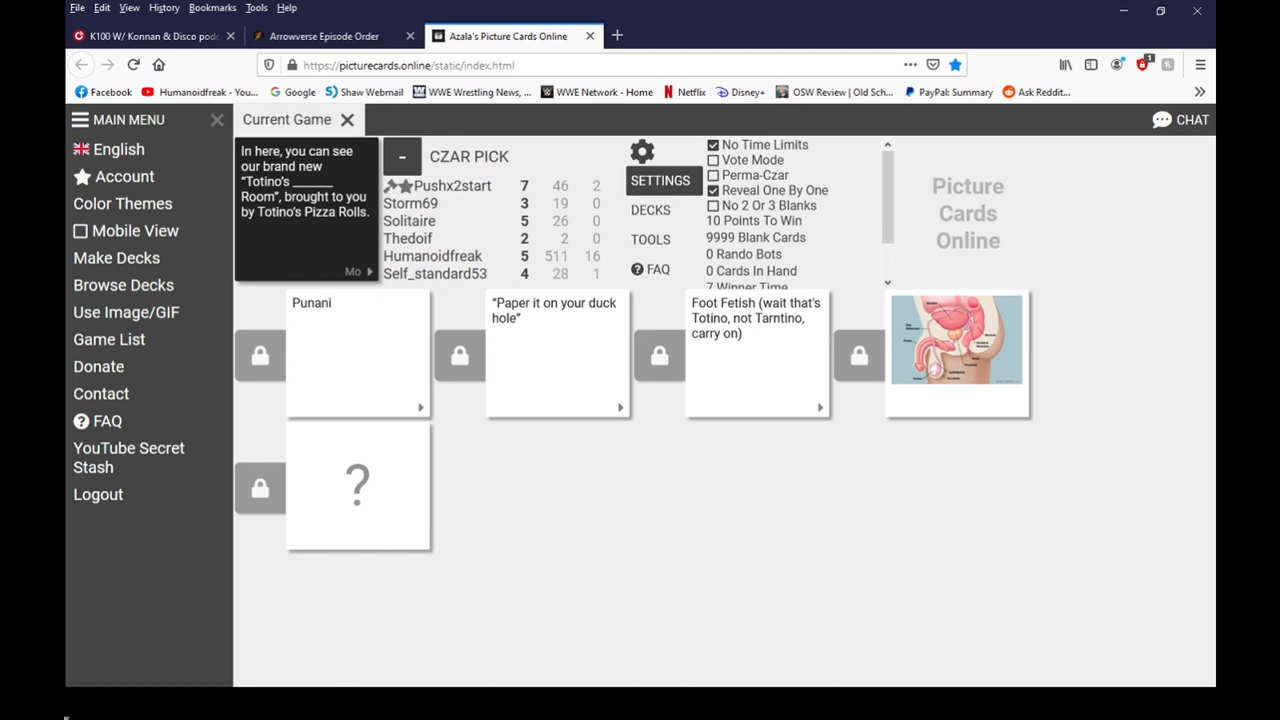 File Edit View History Bookmarks Tools Help
K100 W/ Konnan & Disco podc
Arrowverse Episode Order
Azala's Picture Cards Online
https://picturecards.online/static/index.html
Facebook Humanoidfreak - You... Google Shaw Webmail WWE Wrestling News, ... WWE Network - Home Netflix Disney+ OSW Review | Old Sch... PayPal: Summary Ask Reddit...
MAIN MENU
Current Game
CHAT
English
Account
Color Themes
Mobile View
Make Decks
Browse Decks
Use Image/GIF
Game List
Donate
Contact
FAQ
YouTube Secret
Stash
Logout
In here, you can see
our brand new
“Totino’s _______
Room”, brought to you
by Totino’s Pizza Rolls.
Mo
- CZAR PICK
Pushx2start 7 46 2
Storm69 3 19 0
Solitaire 5 26 0
Thedoif 2 2 0
Humanoidfreak 5 511 16
Self_standard53 4 28 1
SETTINGS
DECKS
TOOLS
FAQ
No Time Limits
Vote Mode
Perma-Czar
Reveal One By One
No 2 Or 3 Blanks
10 Points To Win
9999 Blank Cards
0 Rando Bots
0 Cards In Hand
7 Winner Time
Picture
Cards
Online
Punani
“Paper it on your duck
hole”
Foot Fetish (wait that's
Totino, not Tarntino,
carry on)
?